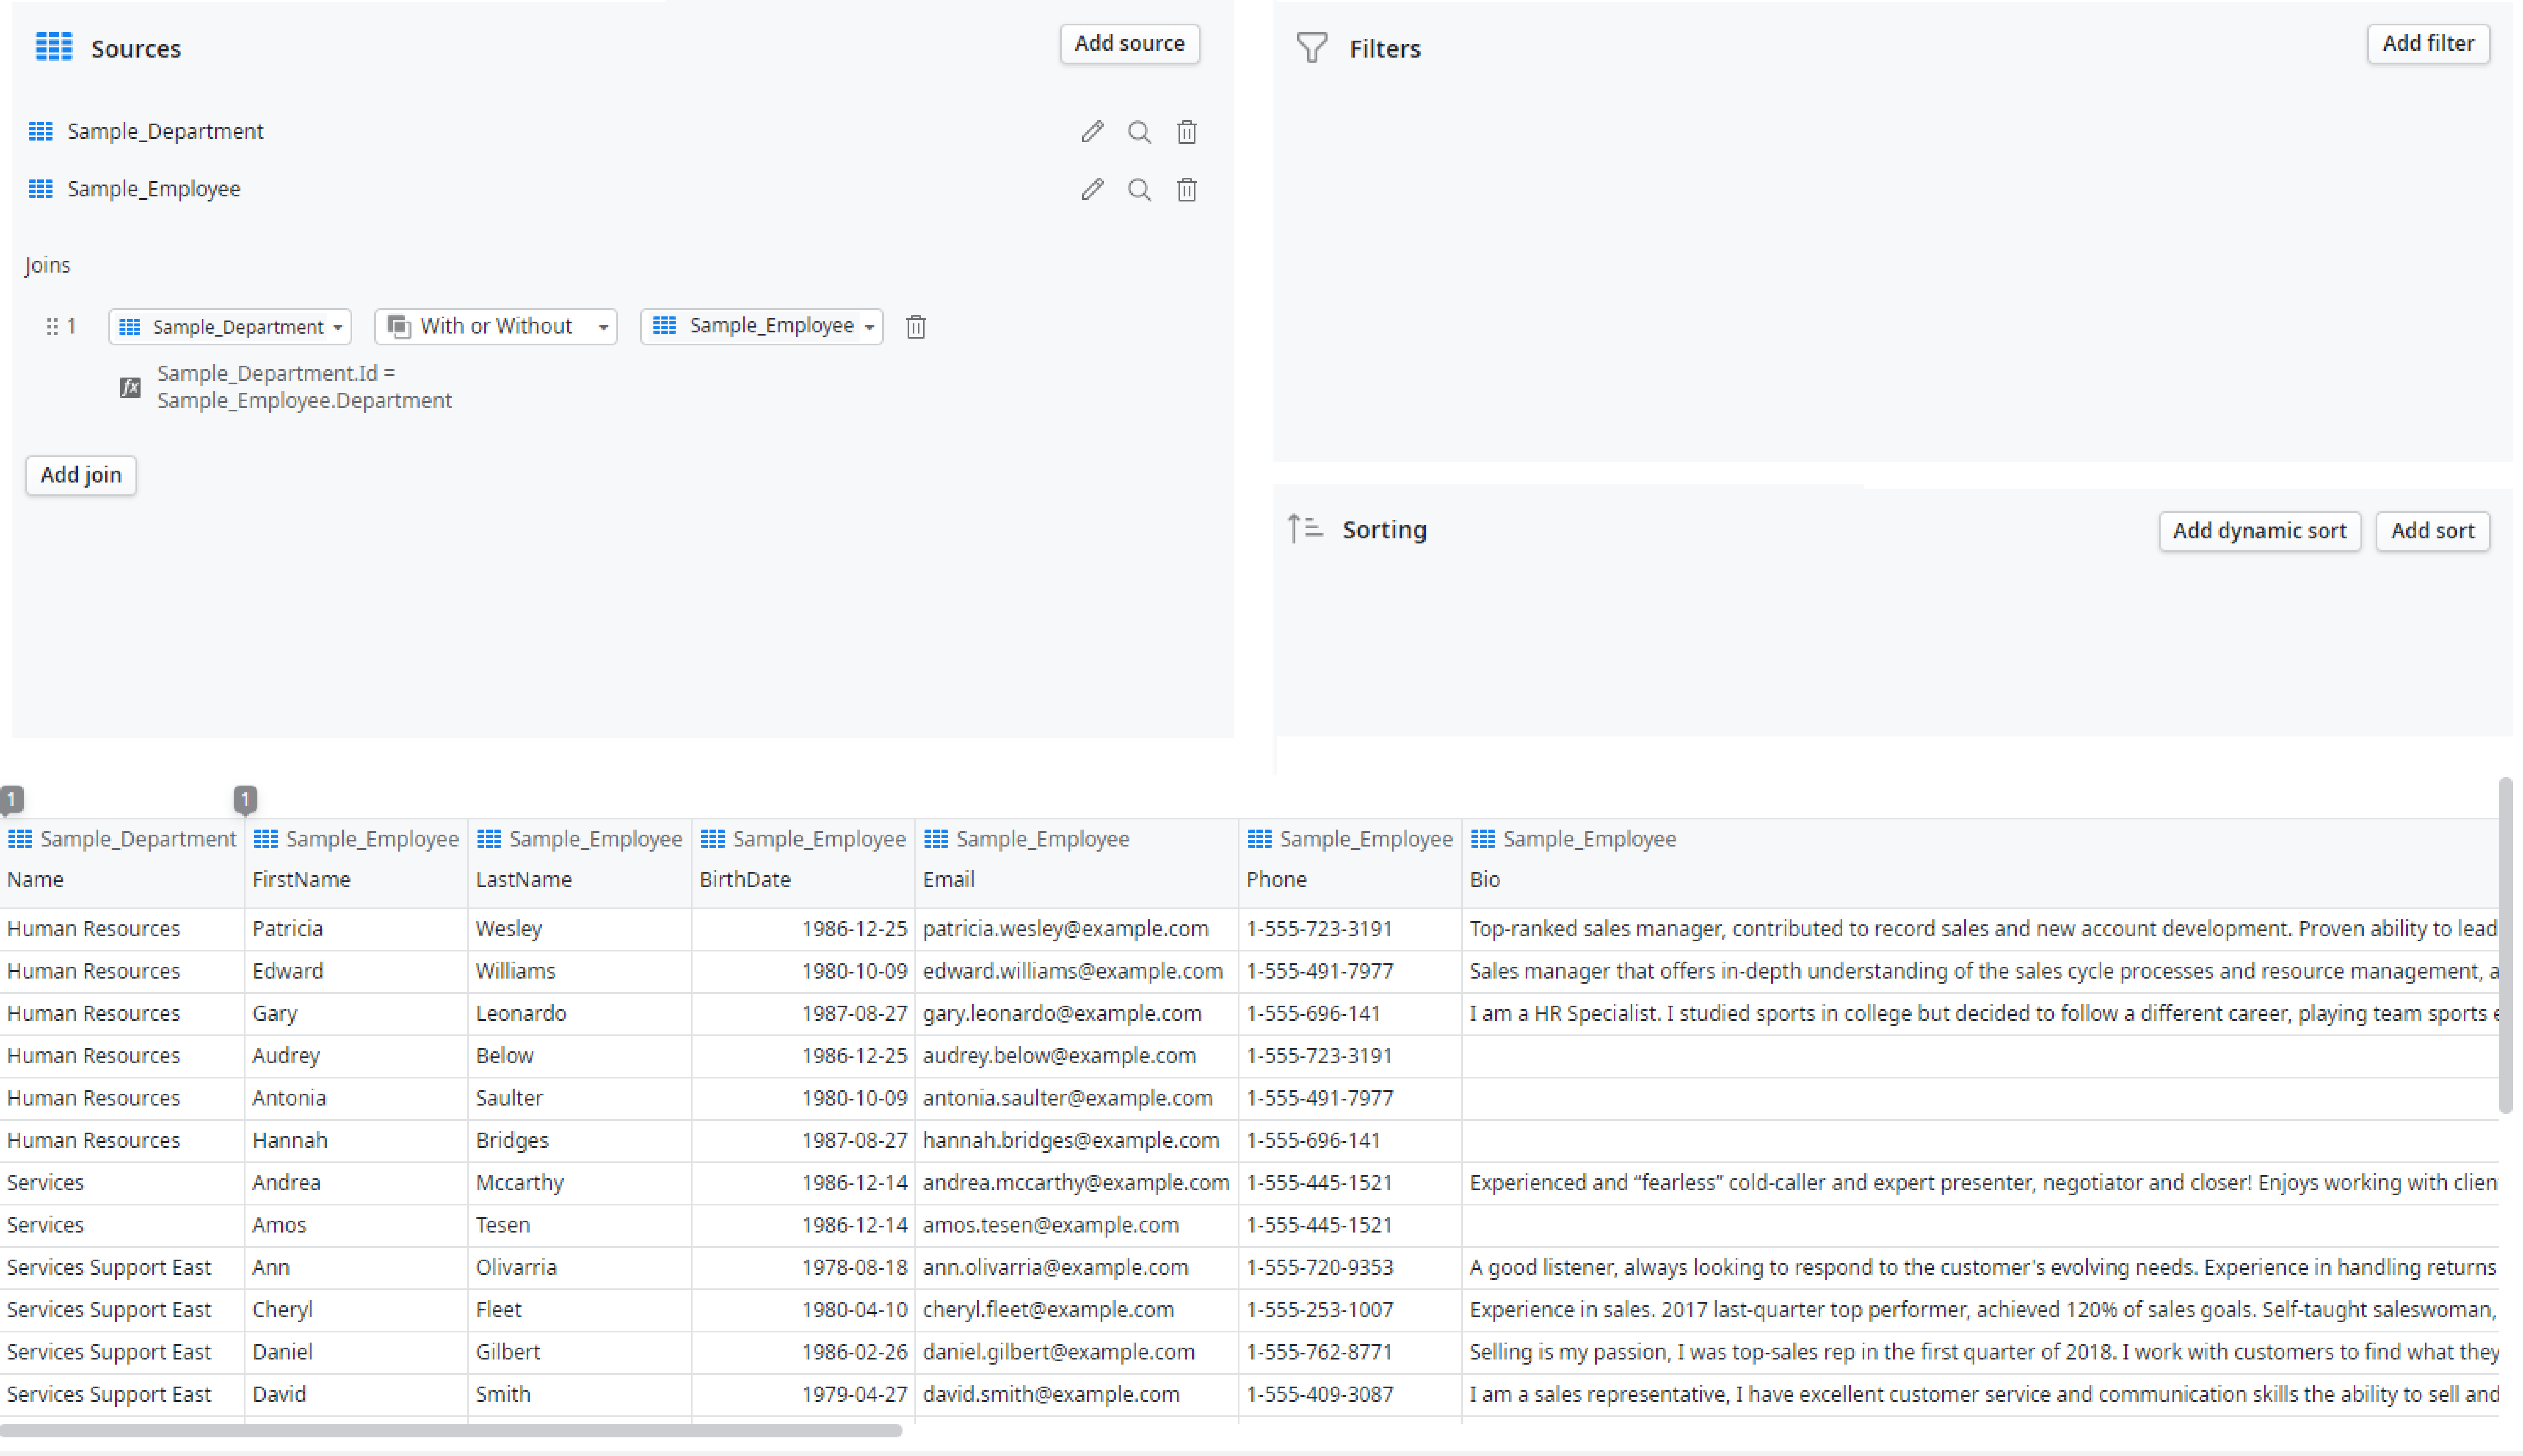 Sources Add source
Sample_Department
Sample_Employee
Joins
1 Sample_Department With or Without Sample_Employee
fx Sample_Department.Id =
Sample_Employee.Department
Add join
Filters Add filter
Sorting Add dynamic sort Add sort
1 1
Sample_Department Sample_Employee Sample_Employee Sample_Employee Sample_Employee Sample_Employee Sample_Employee
Name FirstName LastName BirthDate Email Phone Bio
Human Resources Patricia Wesley 1986-12-25 patricia.wesley@example.com 1-555-723-3191 Top-ranked sales manager, contributed to record sales and new account development. Proven ability to lead
Human Resources Edward Williams 1980-10-09 edward.williams@example.com 1-555-491-7977 Sales manager that offers in-depth understanding of the sales cycle processes and resource management, a
Human Resources Gary Leonardo 1987-08-27 gary.leonardo@example.com 1-555-696-141 I am a HR Specialist. I studied sports in college but decided to follow a different career, playing team sports e
Human Resources Audrey Below 1986-12-25 audrey.below@example.com 1-555-723-3191
Human Resources Antonia Saulter 1980-10-09 antonia.saulter@example.com 1-555-491-7977
Human Resources Hannah Bridges 1987-08-27 hannah.bridges@example.com 1-555-696-141
Services Andrea Mccarthy 1986-12-14 andrea.mccarthy@example.com 1-555-445-1521 Experienced and “fearless” cold-caller and expert presenter, negotiator and closer! Enjoys working with clien
Services Amos Tesen 1986-12-14 amos.tesen@example.com 1-555-445-1521
Services Support East Ann Olivarria 1978-08-18 ann.olivarria@example.com 1-555-720-9353 A good listener, always looking to respond to the customer's evolving needs. Experience in handling returns
Services Support East Cheryl Fleet 1980-04-10 cheryl.fleet@example.com 1-555-253-1007 Experience in sales. 2017 last-quarter top performer, achieved 120% of sales goals. Self-taught saleswoman,
Services Support East Daniel Gilbert 1986-02-26 daniel.gilbert@example.com 1-555-762-8771 Selling is my passion, I was top-sales rep in the first quarter of 2018. I work with customers to find what they
Services Support East David Smith 1979-04-27 david.smith@example.com 1-555-409-3087 I am a sales representative, I have excellent customer service and communication skills the ability to sell and